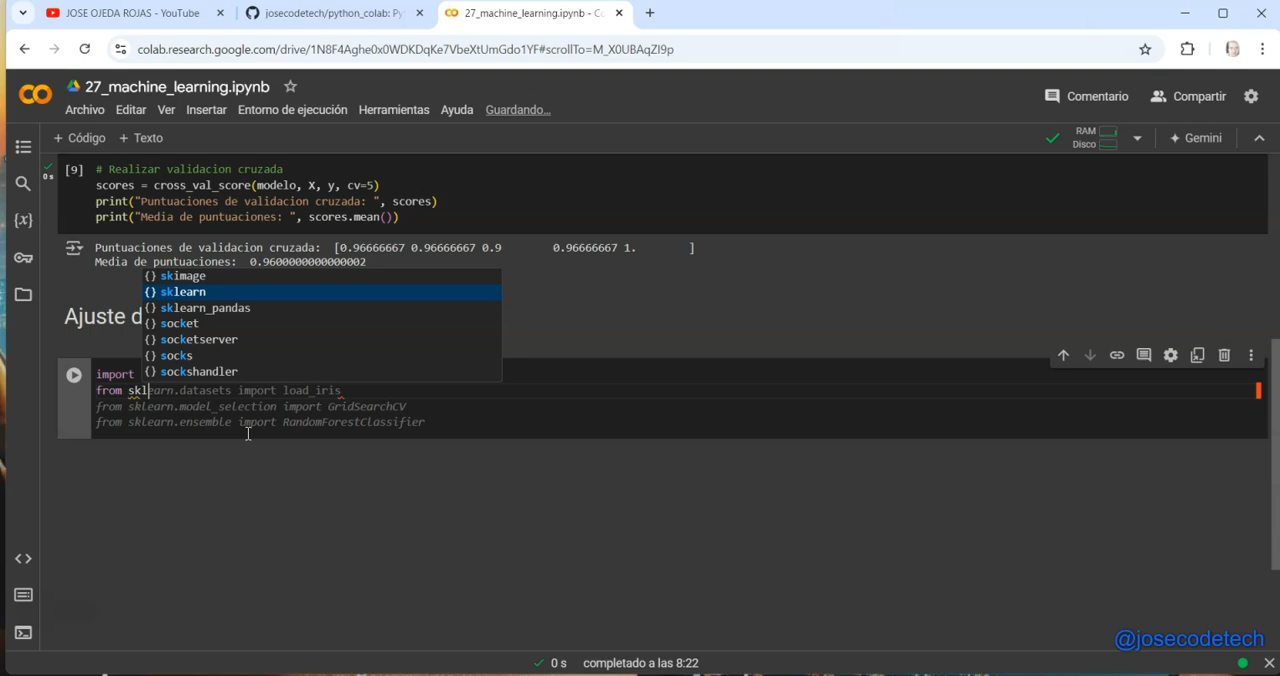 JOSE OJEDA ROJAS - YouTube
josecodetech/python_colab: Py
27_machine_learning.ipynb - Co
colab.research.google.com/drive/1N8F4Aghe0x0WDKDqKe7VbeXtUmGdo1YF#scrollTo=M_X0UBAqZI9p
27_machine_learning.ipynb
Archivo Editar Ver Insertar Entorno de ejecución Herramientas Ayuda Guardando...
Comentario Compartir
+ Código + Texto
RAM
Disco
Gemini
[9] # Realizar validacion cruzada
0 s
scores = cross_val_score(modelo, X, y, cv=5)
print("Puntuaciones de validacion cruzada: ", scores)
print("Media de puntuaciones: ", scores.mean())
Puntuaciones de validacion cruzada: [0.96666667 0.96666667 0.9 0.96666667 1. ]
Media de puntuaciones: 0.9600000000000002
{} skimage
{} sklearn
{} sklearn_pandas
{} socket
{} socketserver
{} socks
{} sockshandler
Ajuste d
import
from sklearn.datasets import load_iris
from sklearn.model_selection import GridSearchCV
from sklearn.ensemble import RandomForestClassifier
@josecodetech
0 s completado a las 8:22